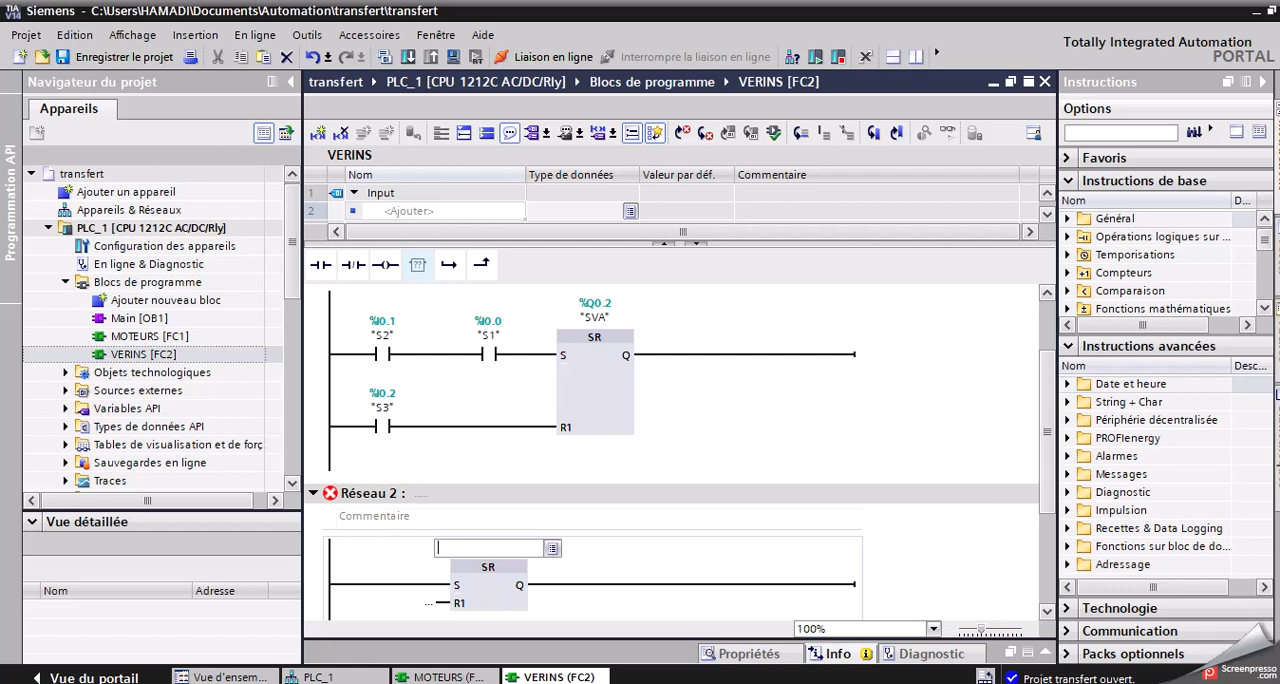 TIA V14 Siemens - C:\Users\HAMADI\Documents\Automation\transfert\transfert
Projet Edition Affichage Insertion En ligne Outils Accessoires Fenêtre Aide
Enregistrer le projet Liaison en ligne Interrompre la liaison en ligne
Totally Integrated Automation
PORTAL
Navigateur du projet
Appareils
Programmation API
transfert
Ajouter un appareil
Appareils & Réseaux
PLC_1 [CPU 1212C AC/DC/Rly]
Configuration des appareils
En ligne & Diagnostic
Blocs de programme
Ajouter nouveau bloc
Main [OB1]
MOTEURS [FC1]
VERINS [FC2]
Objets technologiques
Sources externes
Variables API
Types de données API
Tables de visualisation et de forç
Sauvegardes en ligne
Traces
Vue détaillée
Nom Adresse
transfert PLC_1 [CPU 1212C AC/DC/Rly] Blocs de programme VERINS [FC2]
VERINS
Nom Type de données Valeur par déf. Commentaire
1 Input
2 <Ajouter>
%Q0.2
"SVA"
%I0.1 %I0.0
"S2" "S1"
SR
S Q
%I0.2
"S3"
R1
Réseau 2 : .....
Commentaire
SR
S Q
... R1
100%
Propriétés Info Diagnostic
Instructions
Options
Favoris
Instructions de base
Nom D...
Général
Opérations logiques sur ...
Temporisations
Compteurs
Comparaison
Fonctions mathématiques
Instructions avancées
Nom Desc...
Date et heure
String + Char
Périphérie décentralisée
PROFIenergy
Alarmes
Messages
Diagnostic
Impulsion
Recettes & Data Logging
Fonctions sur bloc de do...
Adressage
Technologie
Communication
Packs optionnels
Vue du portail Vue d'ensem... PLC_1 MOTEURS (F... VERINS (FC2) Projet transfert ouvert.
Screenpresso
.com